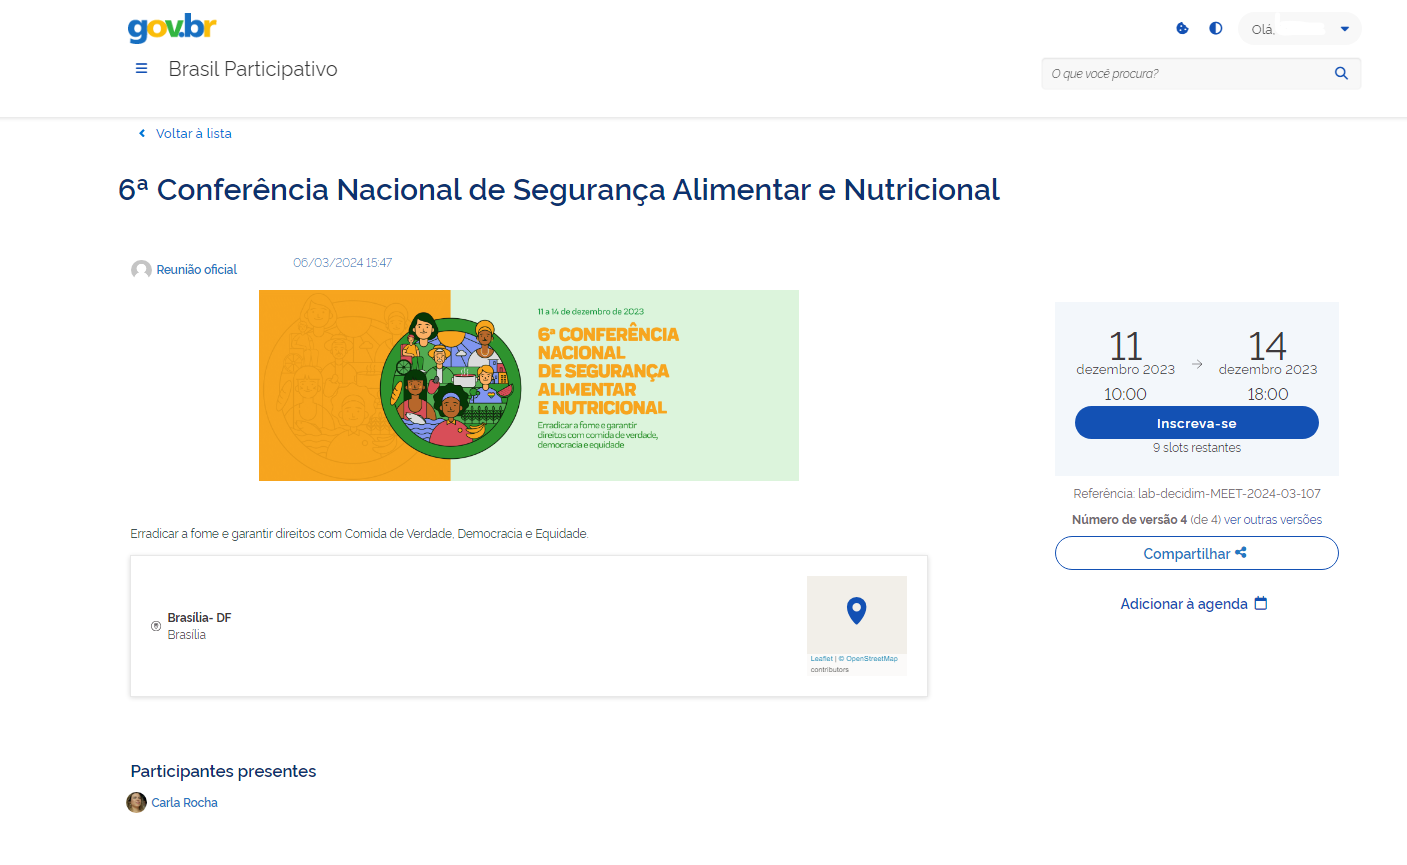 gov.br
Olá,
Brasil Participativo
O que você procura?
Voltar à lista
6ª Conferência Nacional de Segurança Alimentar e Nutricional
Reunião oficial
06/03/2024 15:47
11 a 14 de dezembro de 2023
6ª CONFERÊNCIA
NACIONAL
DE SEGURANÇA
ALIMENTAR
E NUTRICIONAL
Erradicar a fome e garantir
direitos com comida de verdade,
democracia e equidade
11
dezembro 2023
10:00
14
dezembro 2023
18:00
Inscreva-se
9 slots restantes
Referência: lab-decidim-MEET-2024-03-107
Número de versão 4 (de 4) ver outras versões
Compartilhar
Adicionar à agenda
Erradicar a fome e garantir direitos com Comida de Verdade, Democracia e Equidade.
Brasília- DF
Brasília
Leaflet | © OpenStreetMap
contributors
Participantes presentes
Carla Rocha